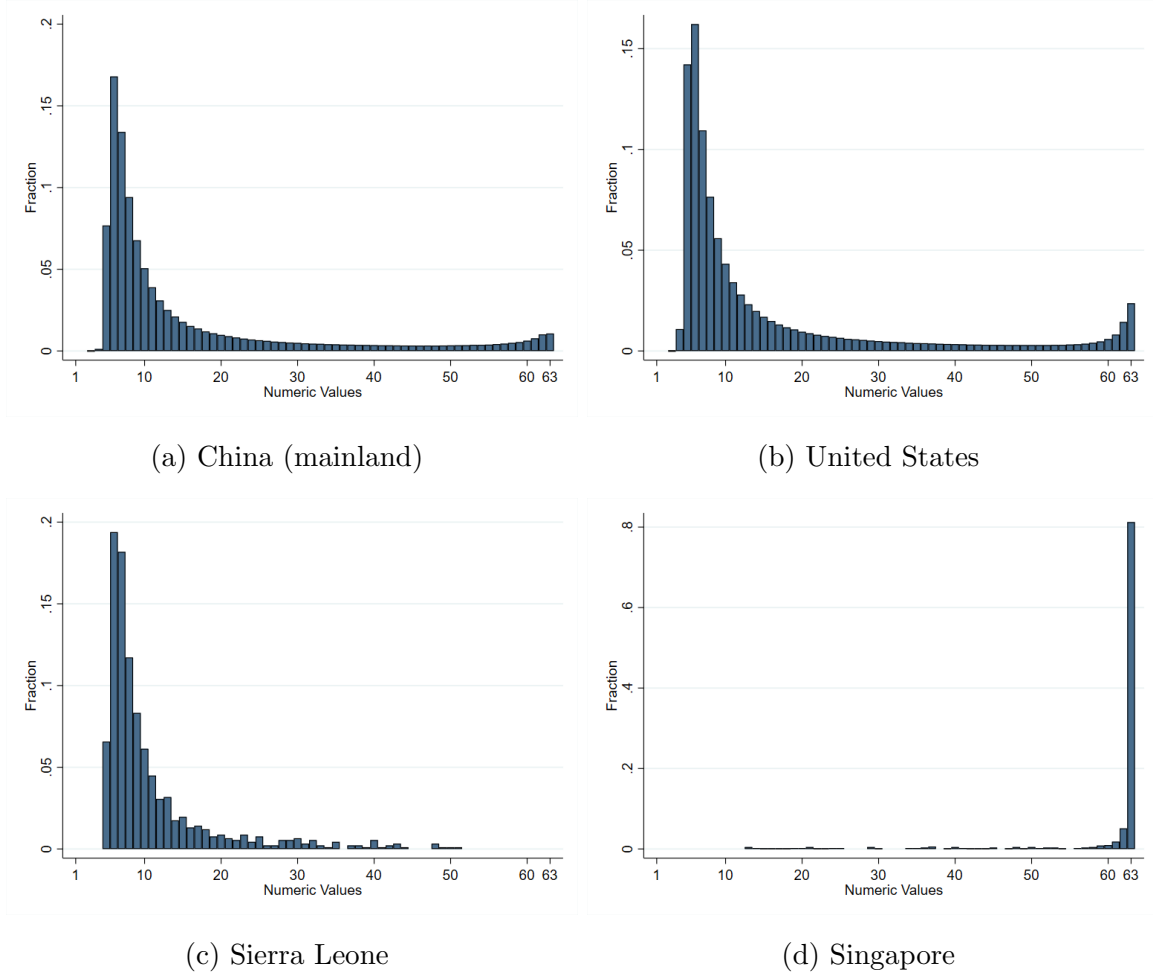 .2
.15
.1
.05
0
Fraction
1 10 20 30 40 50 60 63
Numeric Values
(a) China (mainland)
.15
.1
.05
0
Fraction
1 10 20 30 40 50 60 63
Numeric Values
(b) United States
.2
.15
.1
.05
0
Fraction
1 10 20 30 40 50 60 63
Numeric Values
(c) Sierra Leone
.8
.6
.4
.2
0
Fraction
1 10 20 30 40 50 60 63
Numeric Values
(d) Singapore